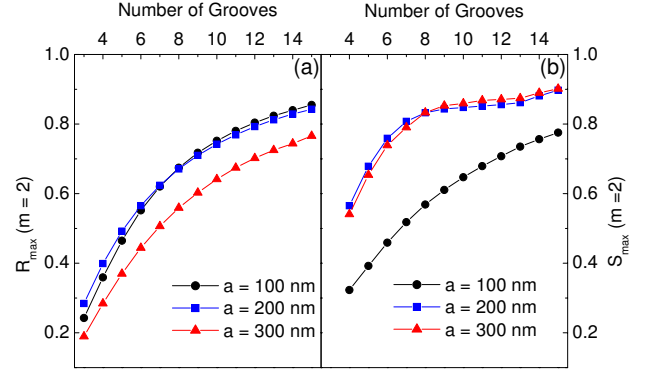 Number of Grooves Number of Grooves
4 6 8 10 12 14 4 6 8 10 12 14
(a) (b)
1.0 1.0
0.8 0.8
0.6 0.6
0.4 0.4
0.2 0.2
R_max (m = 2)
S_max (m =2)
a = 100 nm
a = 200 nm
a = 300 nm
a = 100 nm
a = 200 nm
a = 300 nm